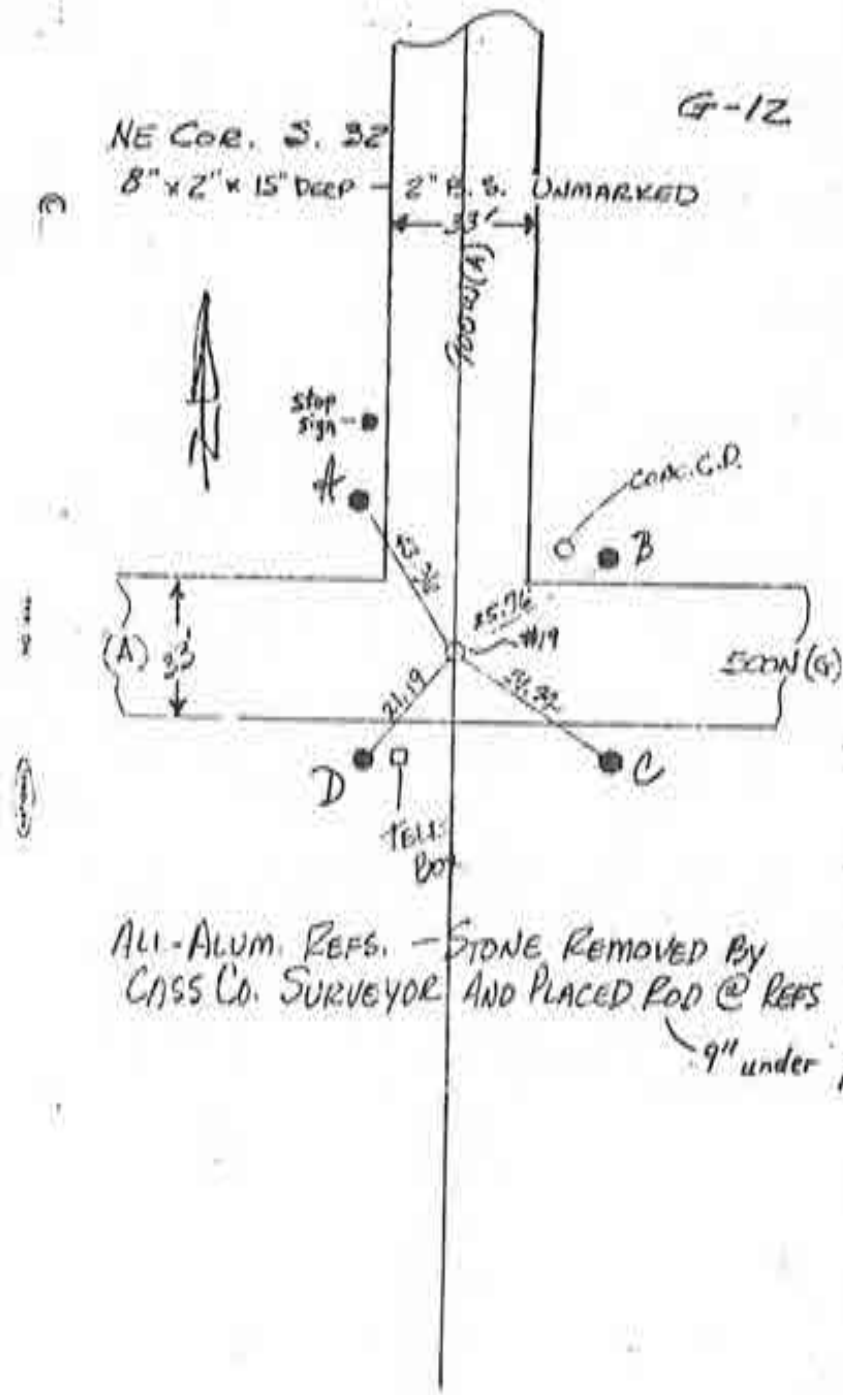 G-12
NE COR. S. 32
8" x 2" x 15" DEEP - 2" B.S. UNMARKED
33'
stop
sign
A
CONC. C.P.
B
#19
(A) 33'
500N (G)
21.19
D
C
TELE.
BOX
ALL-ALUM. REFS. - STONE REMOVED BY
CASS CO. SURVEYOR AND PLACED ROD @ REFS
9" under